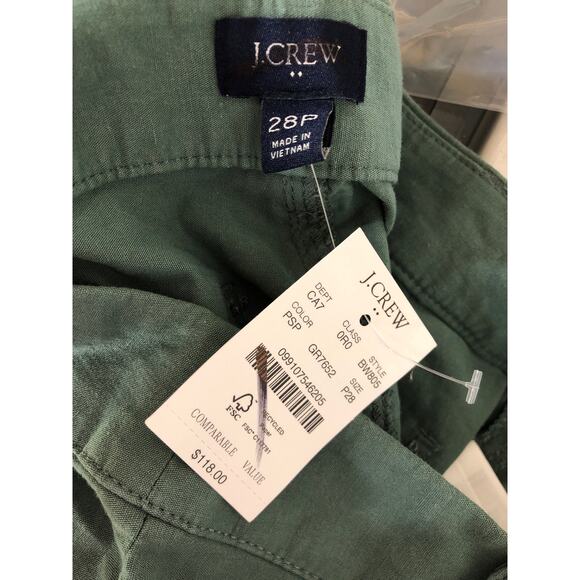 J.CREW
28P
MADE IN
VIETNAM
J.CREW
DEPT CLASS STYLE
CA7 0R0 BW805
COLOR SIZE
PSP GR7652 P28
099107546205
FSC
RECYCLED
Paper
COMPARABLE VALUE
$118.00